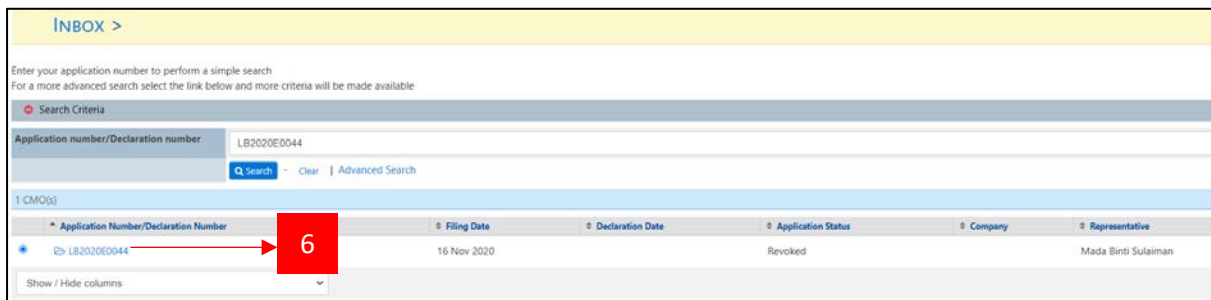 INBOX >
Enter your application number to perform a simple search
For a more advanced search select the link below and more criteria will be made available
Search Criteria
Application number/Declaration number LB2020E0044
Search - Clear | Advanced Search
1 CMO(s)
Application Number/Declaration Number Filing Date Declaration Date Application Status Company Representative
LB2020E0044 6 16 Nov 2020 Revoked Mada Binti Sulaiman
Show / Hide columns